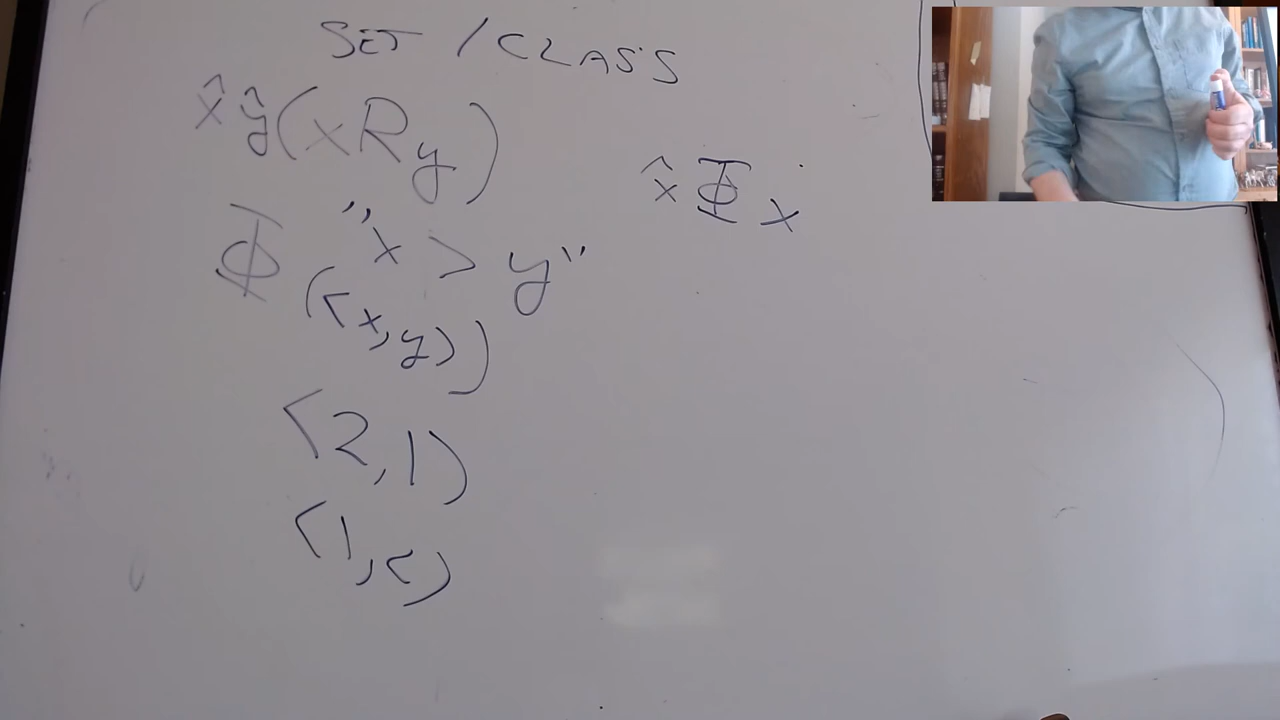 SET / CLASS
x̂ŷ(xRy)
x̂Φx
Φ "x > y"
(<x,y>)
<2,1)
<1,2)